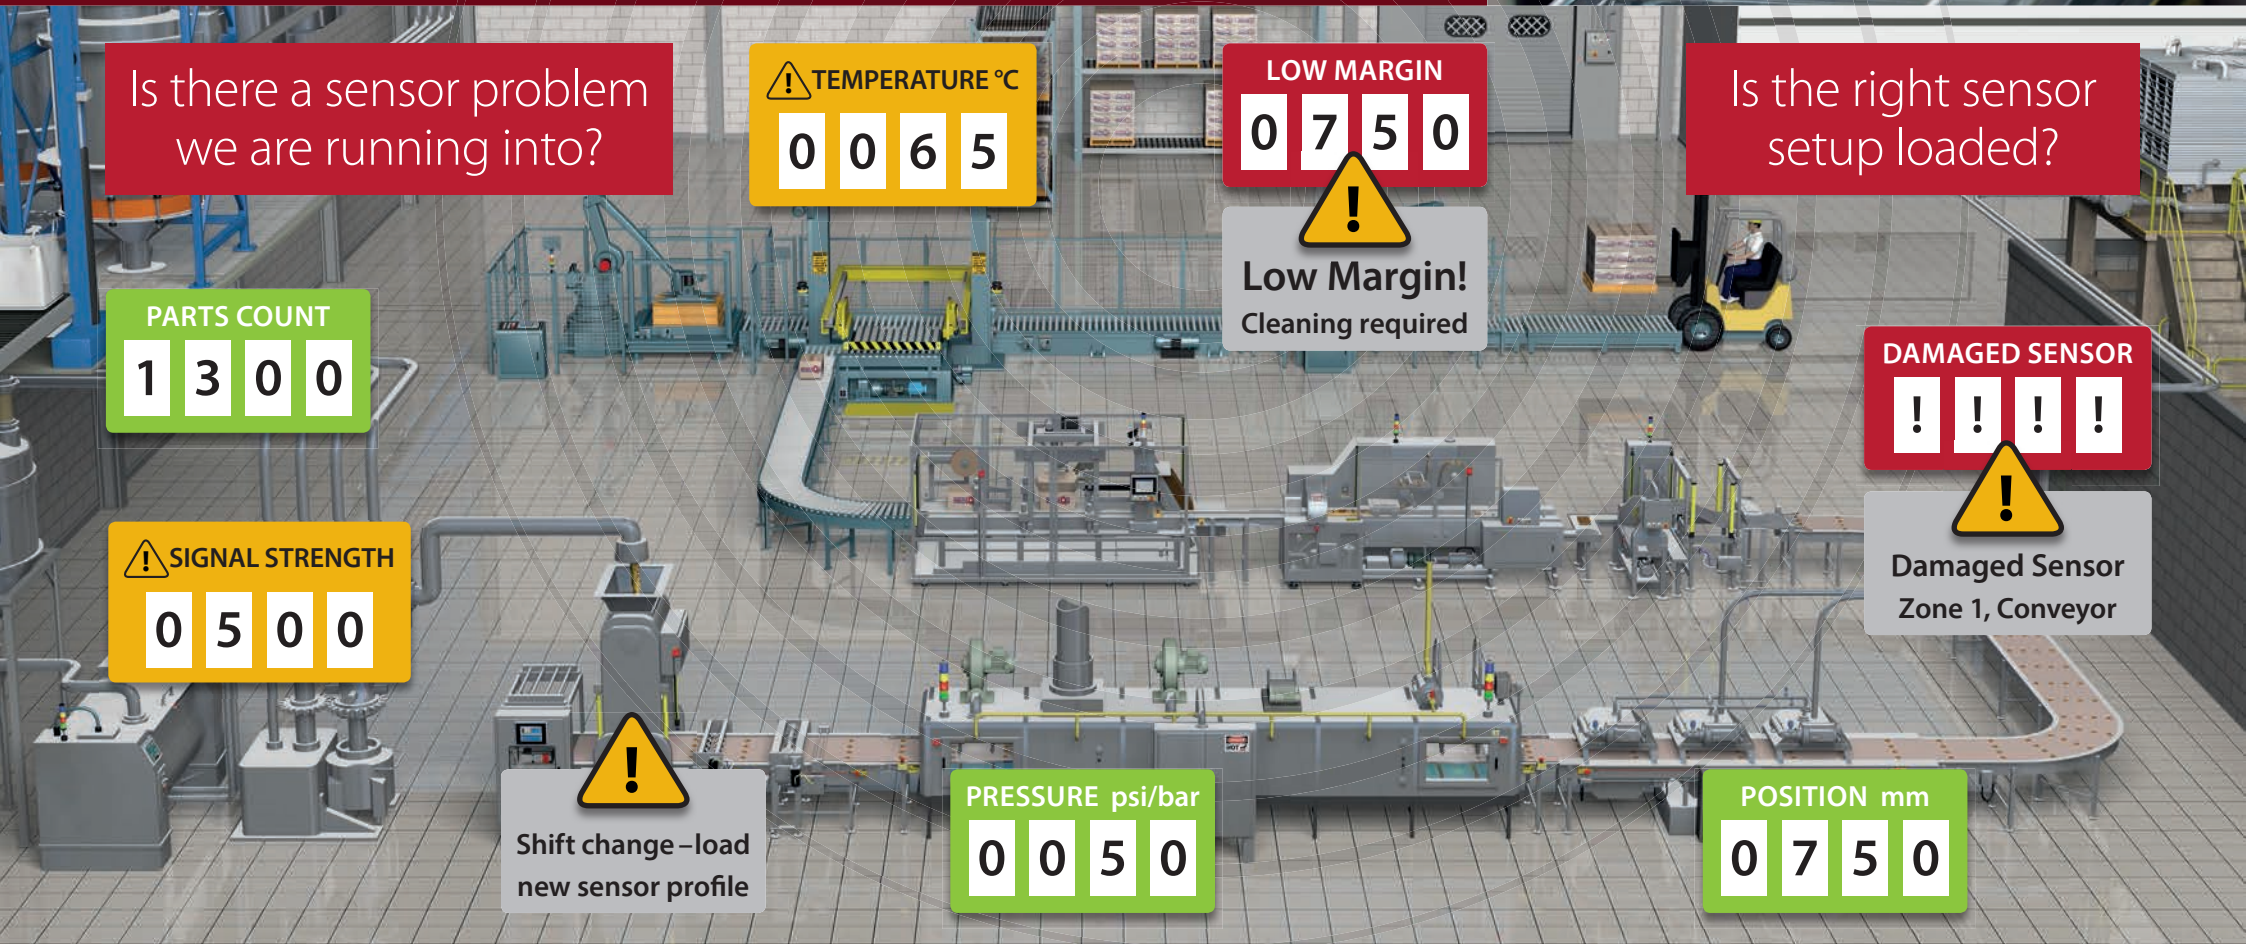 Is there a sensor problem
we are running into?
TEMPERATURE °C
0 0 6 5
LOW MARGIN
0 7 5 0
Low Margin!
Cleaning required
Is the right sensor
setup loaded?
PARTS COUNT
1 3 0 0
DAMAGED SENSOR
! ! ! !
Damaged Sensor
Zone 1, Conveyor
SIGNAL STRENGTH
0 5 0 0
Shift change–load
new sensor profile
PRESSURE psi/bar
0 0 5 0
POSITION mm
0 7 5 0
HOT